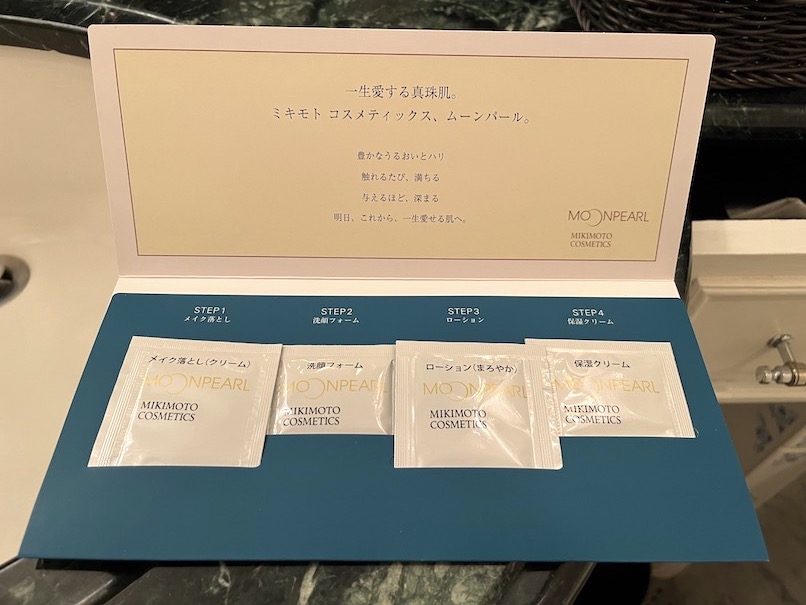 一生愛する真珠肌。
ミキモト コスメティックス、ムーンパール。
豊かなうるおいとハリ
触れるたび、満ちる
与えるほど、深まる
明日、これから、一生愛せる肌へ。
MOONPEARL
MIKIMOTO
COSMETICS
STEP1
メイク落とし
STEP2
洗顔フォーム
STEP3
ローション
STEP4
保湿クリーム
メイク落とし(クリーム)
MOONPEARL
MIKIMOTO
COSMETICS
洗顔フォーム
MOONPEARL
MIKIMOTO
COSMETICS
ローション(まろやか)
MOONPEARL
MIKIMOTO
COSMETICS
保湿クリーム
MOONPEARL
MIKIMOTO
COSMETICS